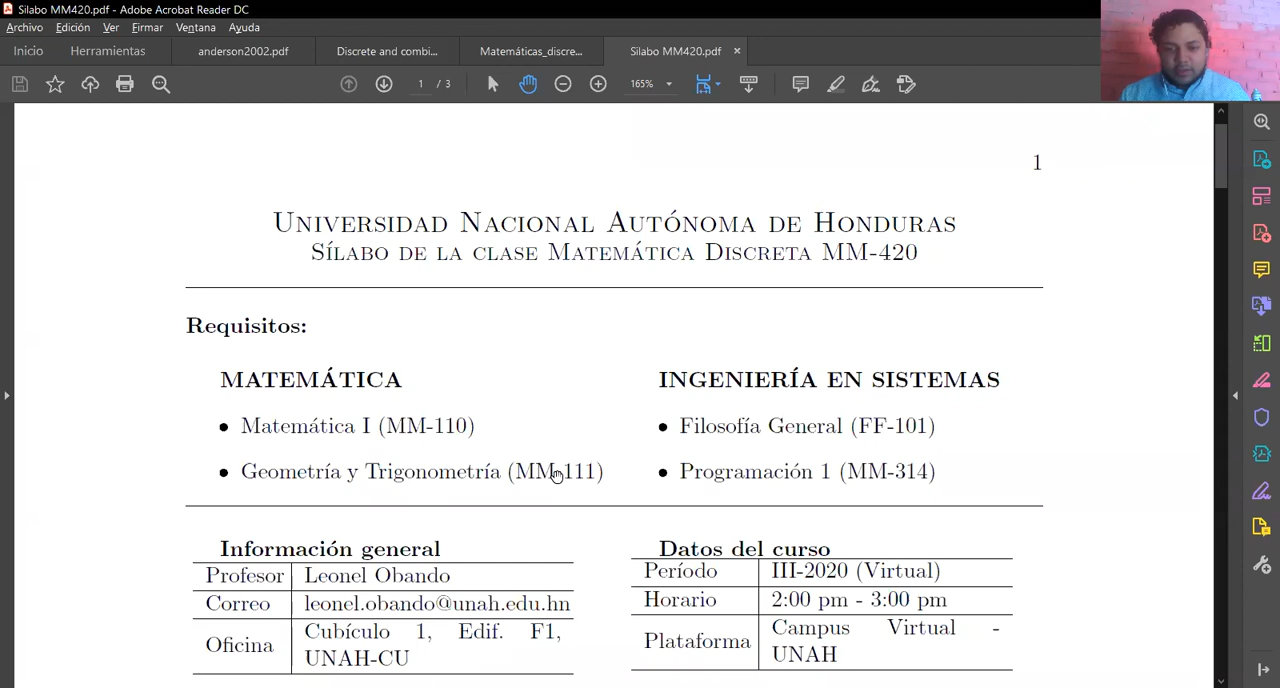 Silabo MM420.pdf - Adobe Acrobat Reader DC
Archivo Edición Ver Firmar Ventana Ayuda
Inicio Herramientas anderson2002.pdf Discrete and combi... Matemáticas_discre... Silabo MM420.pdf ×
1 / 3 165%
1
Universidad Nacional Autónoma de Honduras
Sílabo de la clase Matemática Discreta MM-420
Requisitos:
MATEMÁTICA
• Matemática I (MM-110)
• Geometría y Trigonometría (MM-111)
INGENIERÍA EN SISTEMAS
• Filosofía General (FF-101)
• Programación 1 (MM-314)
Información general
Profesor Leonel Obando
Correo leonel.obando@unah.edu.hn
Oficina Cubículo 1, Edif. F1,
UNAH-CU
Datos del curso
Período III-2020 (Virtual)
Horario 2:00 pm - 3:00 pm
Plataforma Campus Virtual -
UNAH